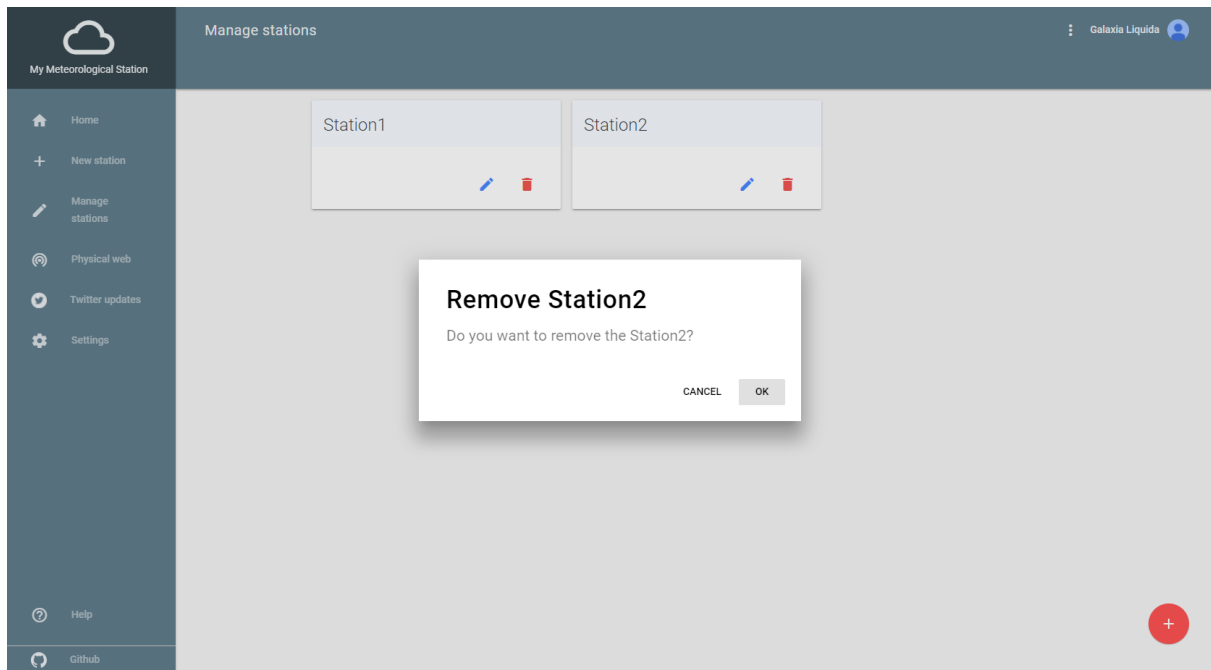 My Meteorological Station
Manage stations
Galaxia Liquida
Home
New station
Manage
stations
Physical web
Twitter updates
Settings
Help
Github
Station1
Station2
Remove Station2
Do you want to remove the Station2?
CANCEL
OK